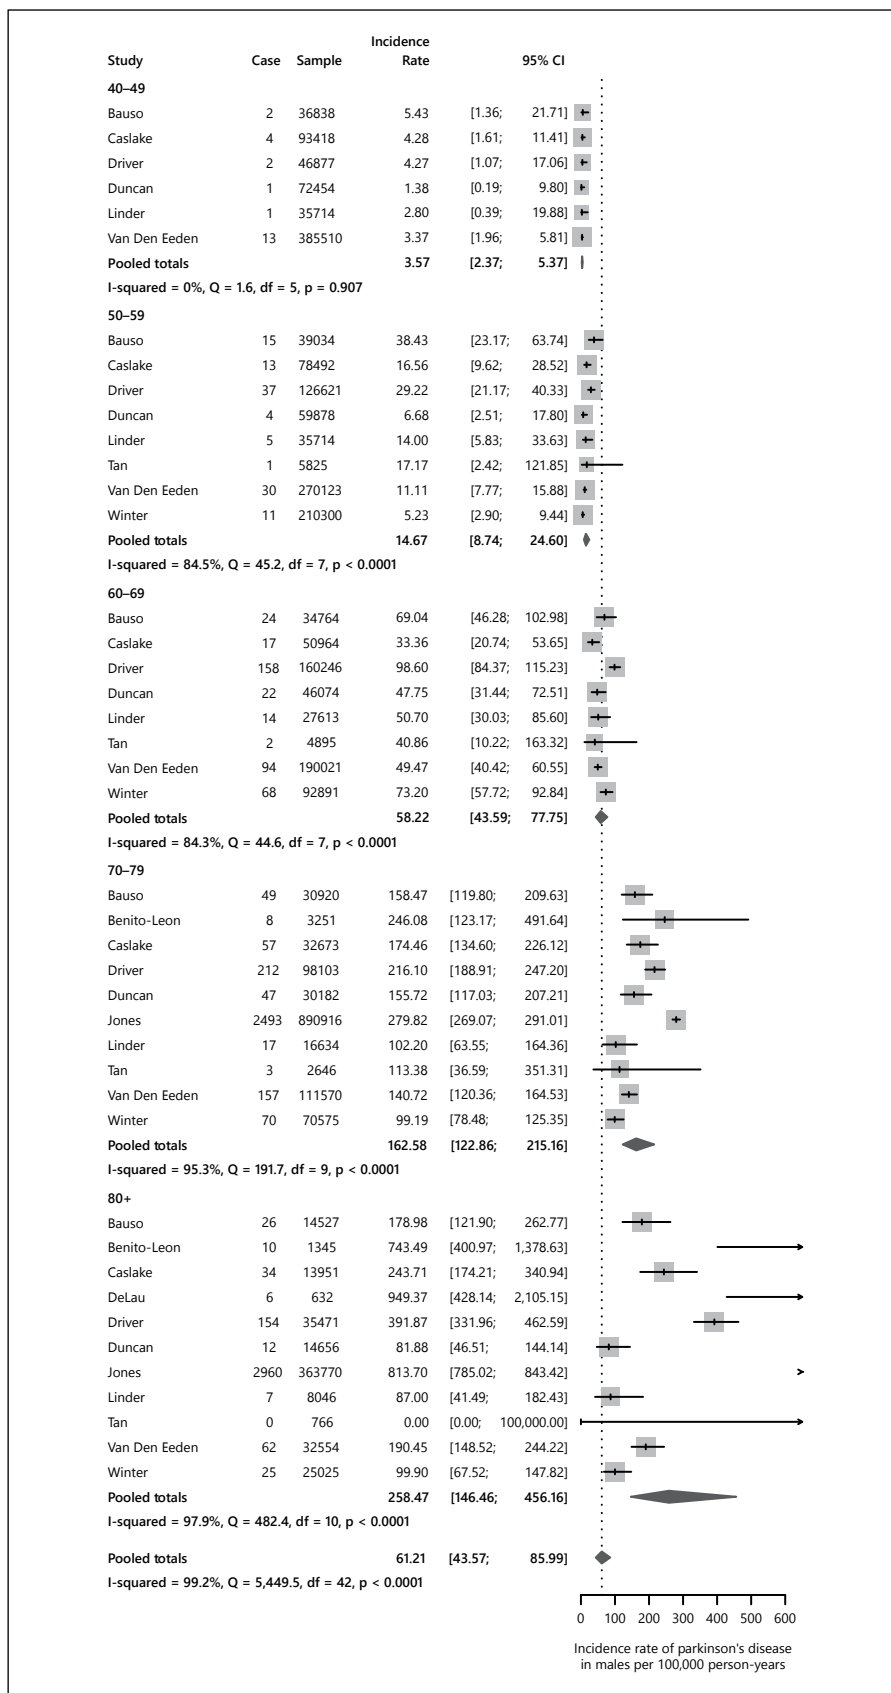 Incidence
Study Case Sample Rate 95% CI
40–49
Bauso 2 36838 5.43 [1.36; 21.71]
Caslake 4 93418 4.28 [1.61; 11.41]
Driver 2 46877 4.27 [1.07; 17.06]
Duncan 1 72454 1.38 [0.19; 9.80]
Linder 1 35714 2.80 [0.39; 19.88]
Van Den Eeden 13 385510 3.37 [1.96; 5.81]
Pooled totals 3.57 [2.37; 5.37]
I-squared = 0%, Q = 1.6, df = 5, p = 0.907
50–59
Bauso 15 39034 38.43 [23.17; 63.74]
Caslake 13 78492 16.56 [9.62; 28.52]
Driver 37 126621 29.22 [21.17; 40.33]
Duncan 4 59878 6.68 [2.51; 17.80]
Linder 5 35714 14.00 [5.83; 33.63]
Tan 1 5825 17.17 [2.42; 121.85]
Van Den Eeden 30 270123 11.11 [7.77; 15.88]
Winter 11 210300 5.23 [2.90; 9.44]
Pooled totals 14.67 [8.74; 24.60]
I-squared = 84.5%, Q = 45.2, df = 7, p < 0.0001
60–69
Bauso 24 34764 69.04 [46.28; 102.98]
Caslake 17 50964 33.36 [20.74; 53.65]
Driver 158 160246 98.60 [84.37; 115.23]
Duncan 22 46074 47.75 [31.44; 72.51]
Linder 14 27613 50.70 [30.03; 85.60]
Tan 2 4895 40.86 [10.22; 163.32]
Van Den Eeden 94 190021 49.47 [40.42; 60.55]
Winter 68 92891 73.20 [57.72; 92.84]
Pooled totals 58.22 [43.59; 77.75]
I-squared = 84.3%, Q = 44.6, df = 7, p < 0.0001
70–79
Bauso 49 30920 158.47 [119.80; 209.63]
Benito-Leon 8 3251 246.08 [123.17; 491.64]
Caslake 57 32673 174.46 [134.60; 226.12]
Driver 212 98103 216.10 [188.91; 247.20]
Duncan 47 30182 155.72 [117.03; 207.21]
Jones 2493 890916 279.82 [269.07; 291.01]
Linder 17 16634 102.20 [63.55; 164.36]
Tan 3 2646 113.38 [36.59; 351.31]
Van Den Eeden 157 111570 140.72 [120.36; 164.53]
Winter 70 70575 99.19 [78.48; 125.35]
Pooled totals 162.58 [122.86; 215.16]
I-squared = 95.3%, Q = 191.7, df = 9, p < 0.0001
80+
Bauso 26 14527 178.98 [121.90; 262.77]
Benito-Leon 10 1345 743.49 [400.97; 1,378.63]
Caslake 34 13951 243.71 [174.21; 340.94]
DeLau 6 632 949.37 [428.14; 2,105.15]
Driver 154 35471 391.87 [331.96; 462.59]
Duncan 12 14656 81.88 [46.51; 144.14]
Jones 2960 363770 813.70 [785.02; 843.42]
Linder 7 8046 87.00 [41.49; 182.43]
Tan 0 766 0.00 [0.00; 100,000.00]
Van Den Eeden 62 32554 190.45 [148.52; 244.22]
Winter 25 25025 99.90 [67.52; 147.82]
Pooled totals 258.47 [146.46; 456.16]
I-squared = 97.9%, Q = 482.4, df = 10, p < 0.0001
Pooled totals 61.21 [43.57; 85.99]
I-squared = 99.2%, Q = 5,449.5, df = 42, p < 0.0001
0 100 200 300 400 500 600
Incidence rate of parkinson's disease
in males per 100,000 person-years